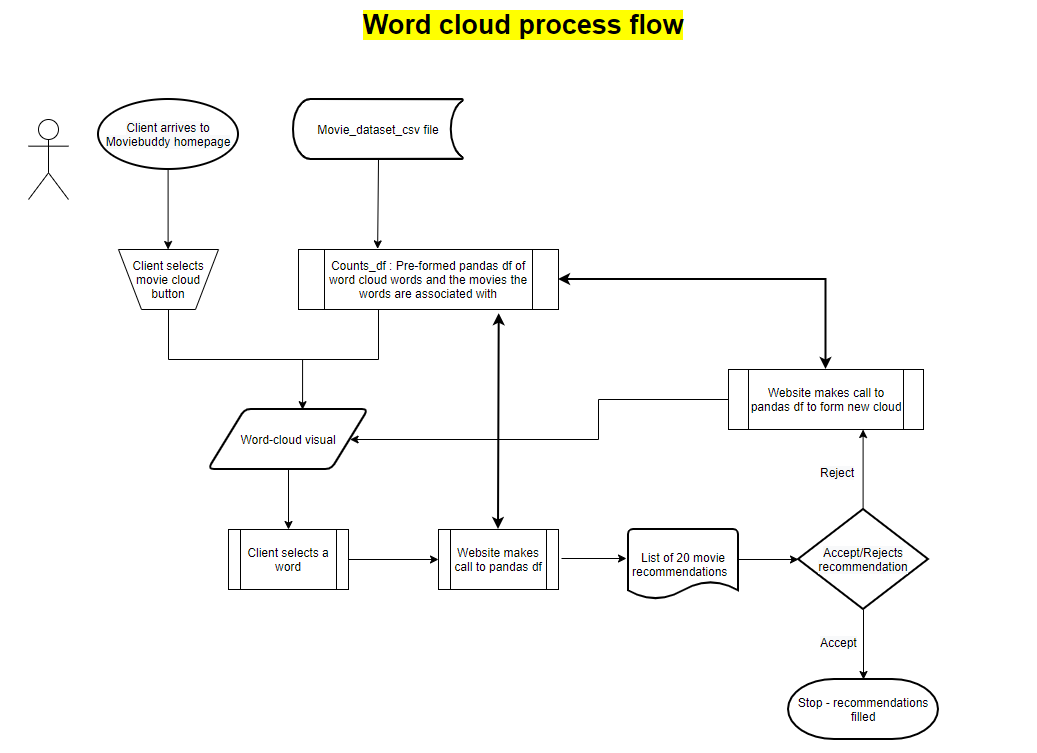 Word cloud process flow
Client arrives to
Moviebuddy homepage
Movie_dataset_csv file
Client selects
movie cloud
button
Counts_df : Pre-formed pandas df of
word cloud words and the movies the
words are associated with
Website makes call to
pandas df to form new cloud
Word-cloud visual
Reject
Client selects a
word
Website makes
call to pandas df
List of 20 movie
recommendations
Accept/Rejects
recommendation
Accept
Stop - recommendations
filled